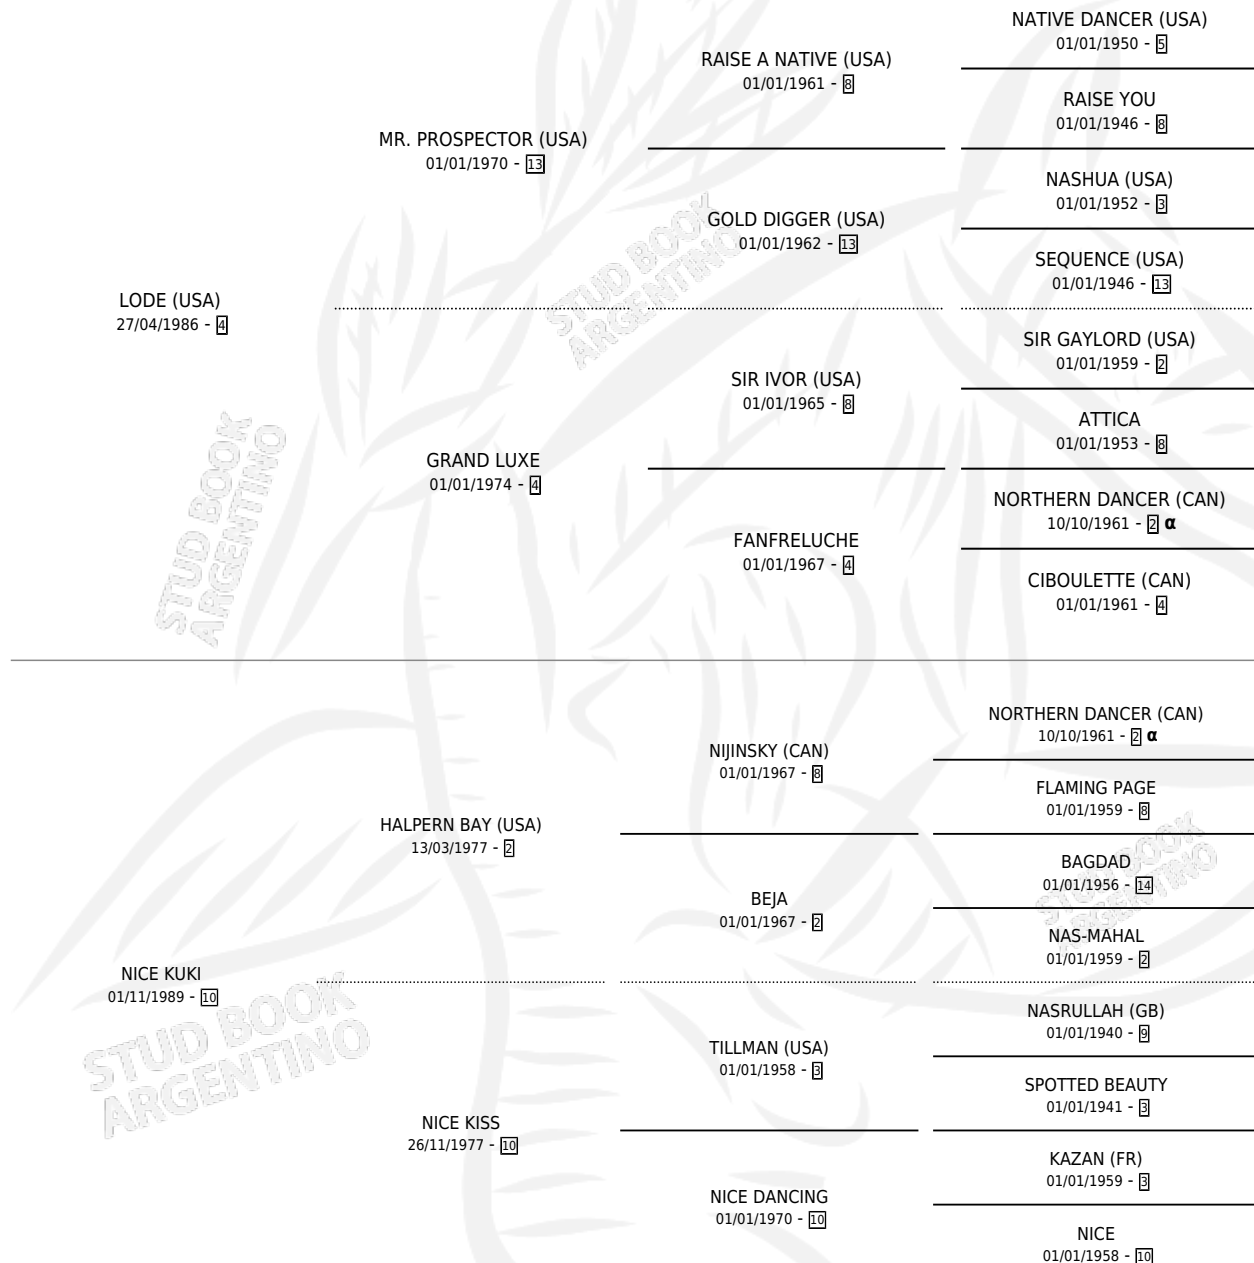 NATIVE DANCER (USA)
01/01/1950 - 5
RAISE A NATIVE (USA)
01/01/1961 - 8
RAISE YOU
01/01/1946 - 8
MR. PROSPECTOR (USA)
01/01/1970 - 13
NASHUA (USA)
01/01/1952 - 3
GOLD DIGGER (USA)
01/01/1962 - 13
SEQUENCE (USA)
01/01/1946 - 13
LODE (USA)
27/04/1986 - 4
SIR GAYLORD (USA)
01/01/1959 - 2
SIR IVOR (USA)
01/01/1965 - 8
ATTICA
01/01/1953 - 8
GRAND LUXE
01/01/1974 - 4
NORTHERN DANCER (CAN)
10/10/1961 - 2 α
FANFRELUCHE
01/01/1967 - 4
CIBOULETTE (CAN)
01/01/1961 - 4
NORTHERN DANCER (CAN)
10/10/1961 - 2 α
NIJINSKY (CAN)
01/01/1967 - 8
FLAMING PAGE
01/01/1959 - 8
HALPERN BAY (USA)
13/03/1977 - 2
BAGDAD
01/01/1956 - 14
BEJA
01/01/1967 - 2
NAS-MAHAL
01/01/1959 - 2
NICE KUKI
01/11/1989 - 10
NASRULLAH (GB)
01/01/1940 - 9
TILLMAN (USA)
01/01/1958 - 3
SPOTTED BEAUTY
01/01/1941 - 3
NICE KISS
26/11/1977 - 10
KAZAN (FR)
01/01/1959 - 3
NICE DANCING
01/01/1970 - 10
NICE
01/01/1958 - 10
STUD BOOK
ARGENTINO
STUD BOOK
ARGENTINO
STUD BOOK
ARGENTINO
STUD BOOK
ARGENTINO